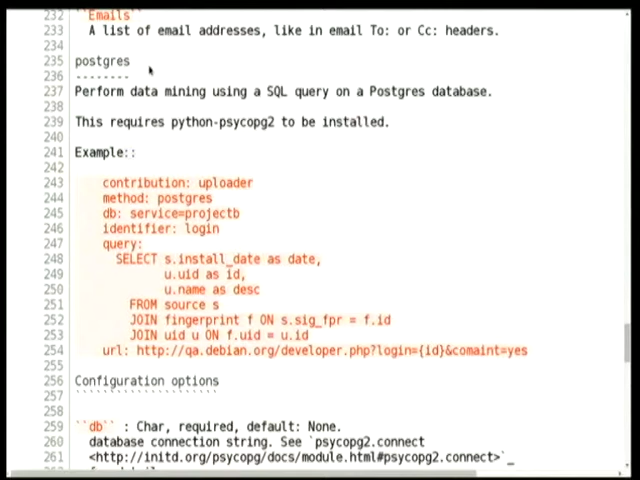 232 ``Emails``
233   A list of email addresses, like in email To: or Cc: headers.
234
235 postgres
236 --------
237 Perform data mining using a SQL query on a Postgres database.
238
239 This requires python-psycopg2 to be installed.
240
241 Example::
242
243     contribution: uploader
244     method: postgres
245     db: service=projectb
246     identifier: login
247     query:
248       SELECT s.install_date as date,
249              u.uid as id,
250              u.name as desc
251         FROM source s
252         JOIN fingerprint f ON s.sig_fpr = f.id
253         JOIN uid u ON f.uid = u.id
254     url: http://qa.debian.org/developer.php?login={id}&comaint=yes
255
256 Configuration options
257 `````````````````````
258
259 ``db`` : Char, required, default: None.
260   database connection string. See `psycopg2.connect
261   <http://initd.org/psycopg/docs/module.html#psycopg2.connect>`_